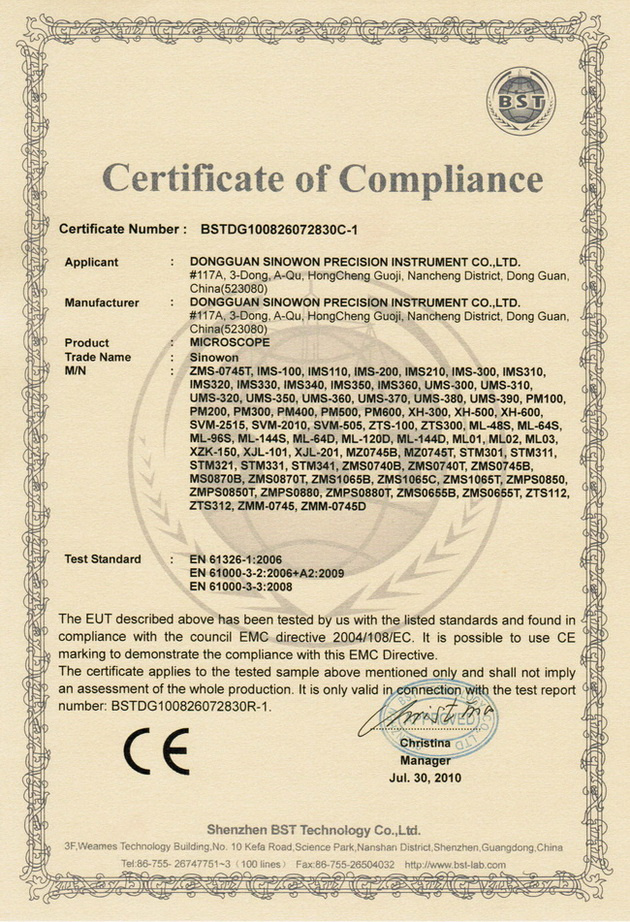 BST
Certificate of Compliance
Certificate Number : BSTDG100826072830C-1
Applicant : DONGGUAN SINOWON PRECISION INSTRUMENT CO.,LTD.
#117A, 3-Dong, A-Qu, HongCheng Guoji, Nancheng District, Dong Guan,
China(523080)
Manufacturer : DONGGUAN SINOWON PRECISION INSTRUMENT CO.,LTD.
#117A, 3-Dong, A-Qu, HongCheng Guoji, Nancheng District, Dong Guan,
China(523080)
Product : MICROSCOPE
Trade Name : Sinowon
M/N : ZMS-0745T, IMS-100, IMS110, IMS-200, IMS210, IMS-300, IMS310,
IMS320, IMS330, IMS340, IMS350, IMS360, UMS-300, UMS-310,
UMS-320, UMS-350, UMS-360, UMS-370, UMS-380, UMS-390, PM100,
PM200, PM300, PM400, PM500, PM600, XH-300, XH-500, XH-600,
SVM-2515, SVM-2010, SVM-505, ZTS-100, ZTS300, ML-48S, ML-64S,
ML-96S, ML-144S, ML-64D, ML-120D, ML-144D, ML01, ML02, ML03,
XZK-150, XJL-101, XJL-201, MZ0745B, MZ0745T, STM301, STM311,
STM321, STM331, STM341, ZMS0740B, ZMS0740T, ZMS0745B,
MS0870B, ZMS0870T, ZMS1065B, ZMS1065C, ZMS1065T, ZMPS0850,
ZMPS0850T, ZMPS0880, ZMPS0880T, ZMS0655B, ZMS0655T, ZTS112,
ZTS312, ZMM-0745, ZMM-0745D
Test Standard : EN 61326-1:2006
EN 61000-3-2:2006+A2:2009
EN 61000-3-3:2008
The EUT described above has been tested by us with the listed standards and found in
compliance with the council EMC directive 2004/108/EC. It is possible to use CE
marking to demonstrate the compliance with this EMC Directive.
The certificate applies to the tested sample above mentioned only and shall not imply
an assessment of the whole production. It is only valid in connection with the test report
number: BSTDG100826072830R-1.
CE
Christina
APPROVED
Christina
Manager
Jul. 30, 2010
Shenzhen BST Technology Co.,Ltd.
3F,Weames Technology Building,No. 10 Kefa Road,Science Park,Nanshan District,Shenzhen,Guangdong,China
Tel:86-755- 26747751~3（100 lines） Fax:86-755-26504032 http://www.bst-lab.com